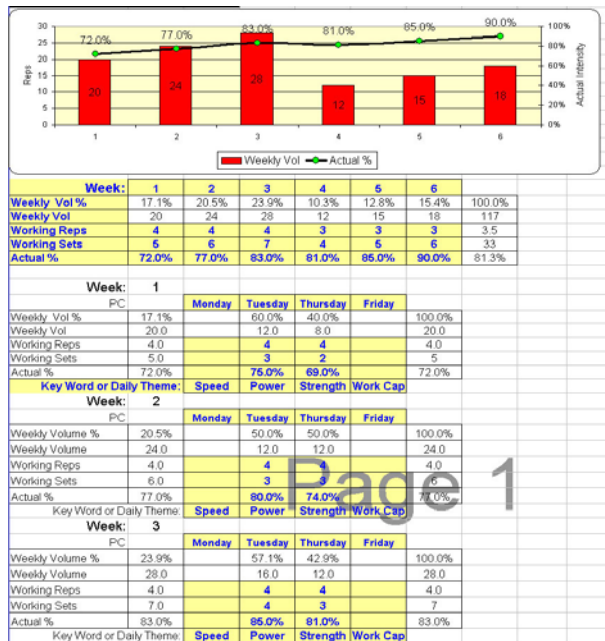 72.0% 77.0% 83.0% 81.0% 85.0% 90.0%
30 25 20 15 10 5 0
Reps
20 24 28 12 15 18
100% 80% 60% 40% 20% 0%
Actual Intensity
1 2 3 4 5 6
Weekly Vol Actual %
Week: 1 2 3 4 5 6
Weekly Vol % 17.1% 20.5% 23.9% 10.3% 12.8% 15.4% 100.0%
Weekly Vol 20 24 28 12 15 18 117
Working Reps 4 4 4 3 3 3 3.5
Working Sets 5 6 7 4 5 6 33
Actual % 72.0% 77.0% 83.0% 81.0% 85.0% 90.0% 81.3%
Week: 1
PC Monday Tuesday Thursday Friday
Weekly Vol % 17.1% 60.0% 40.0% 100.0%
Weekly Vol 20.0 12.0 8.0 20.0
Working Reps 4.0 4 4 4.0
Working Sets 5.0 3 2 5
Actual % 72.0% 75.0% 69.0% 72.0%
Key Word or Daily Theme: Speed Power Strength Work Cap
Week: 2
PC Monday Tuesday Thursday Friday
Weekly Volume % 20.5% 50.0% 50.0% 100.0%
Weekly Volume 24.0 12.0 12.0 24.0
Working Reps 4.0 4 4 4.0
Working Sets 6.0 3 3 6
Actual % 77.0% 80.0% 74.0% 77.0%
Key Word or Daily Theme: Speed Power Strength Work Cap
Page 1
Week: 3
PC Monday Tuesday Thursday Friday
Weekly Volume % 23.9% 57.1% 42.9% 100.0%
Weekly Volume 28.0 16.0 12.0 28.0
Working Reps 4.0 4 4 4.0
Working Sets 7.0 4 3 7
Actual % 83.0% 85.0% 81.0% 83.0%
Key Word or Daily Theme: Speed Power Strength Work Cap